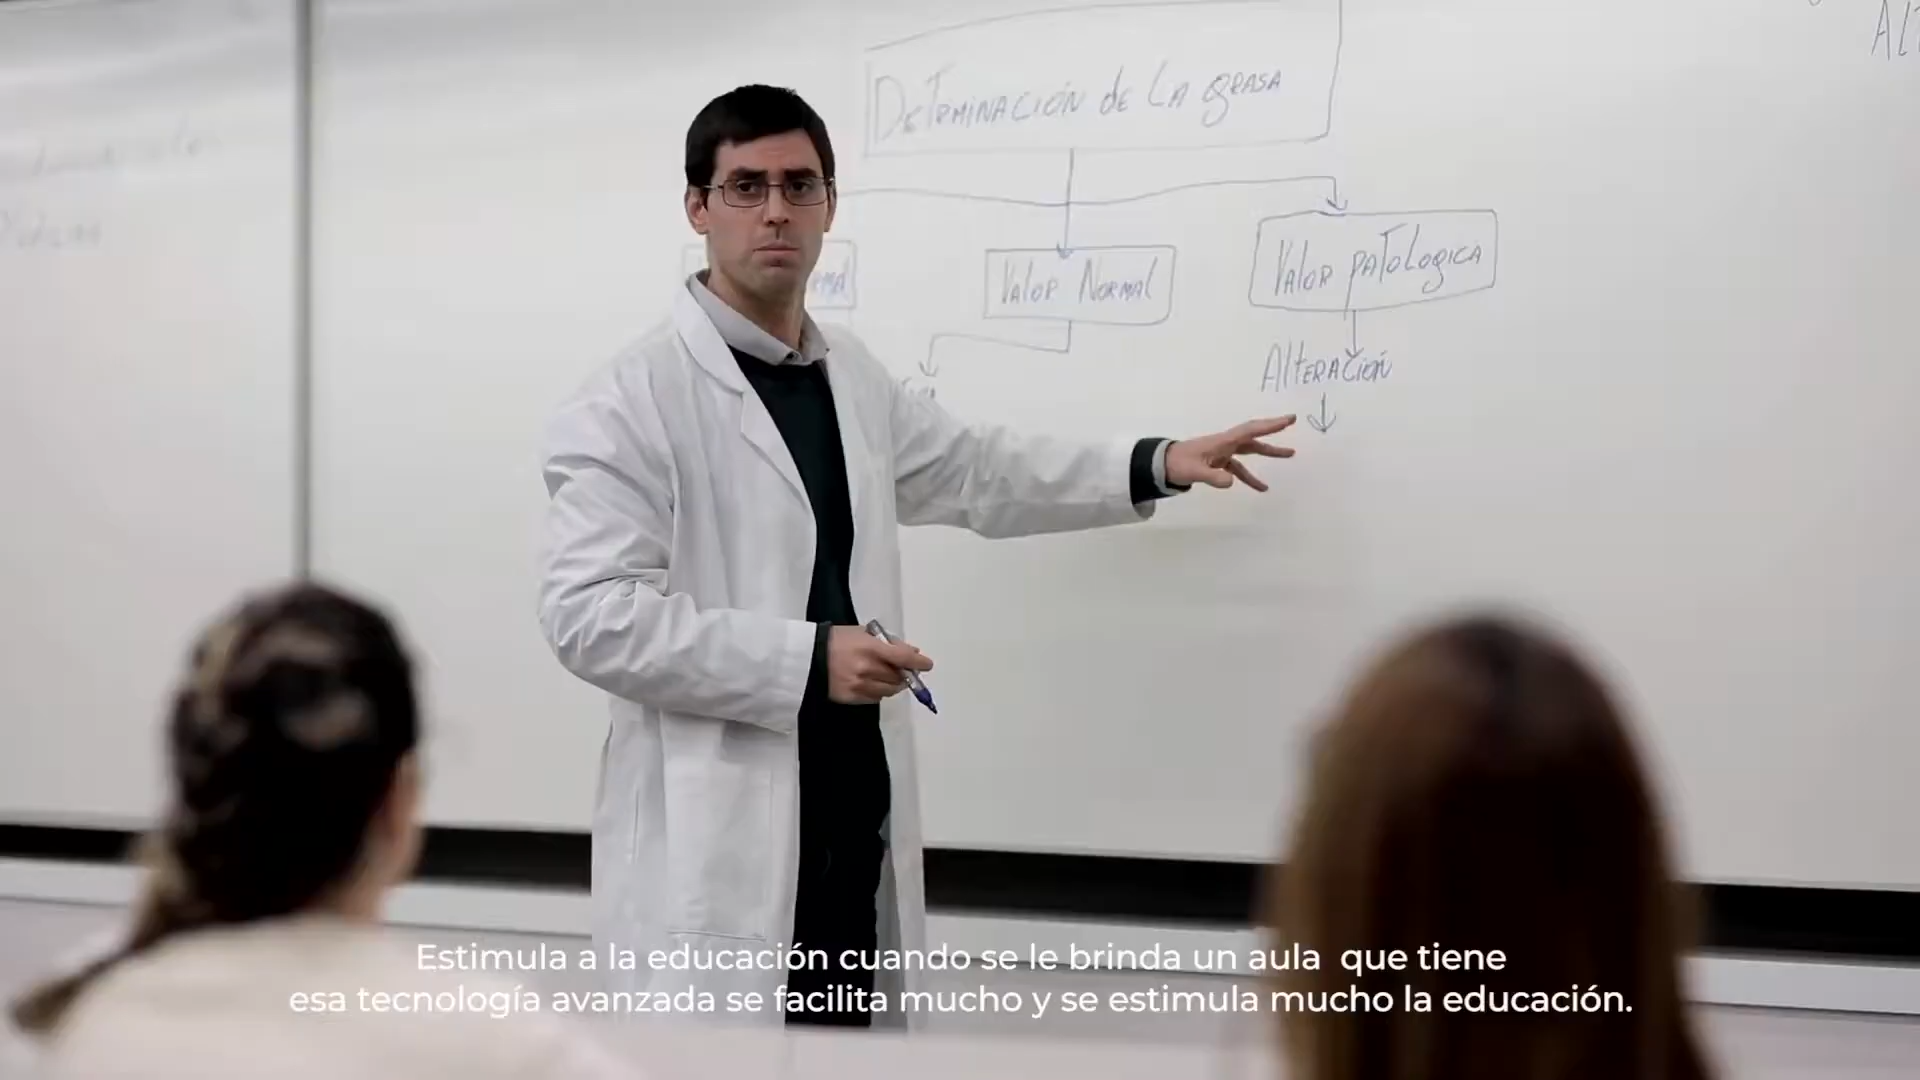 Determinación de la grasa
Valor Normal
Valor patologica
Alteración
Estimula a la educación cuando se le brinda un aula que tiene
esa tecnología avanzada se facilita mucho y se estimula mucho la educación.